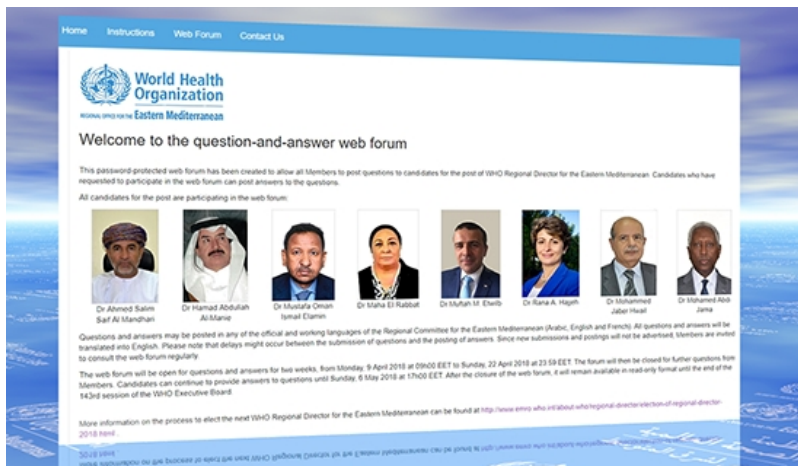 Home Instructions Web Forum Contact Us
World Health
Organization
REGIONAL OFFICE FOR THE Eastern Mediterranean
Welcome to the question-and-answer web forum
This password-protected web forum has been created to allow all Members to post questions to candidates for the post of WHO Regional Director for the Eastern Mediterranean. Candidates who have
requested to participate in the web forum can post answers to the questions.
All candidates for the post are participating in the web forum:
Dr Ahmed Salim Saif Al Mandhari
Dr Hamad Abdullah Al-Manie
Dr Mustafa Osman Ismail Elamin
Dr Maha El Rabbat
Dr Muftah M. Etwilb
Dr Rana A. Hajjeh
Dr Mohammed Jaber Hwail
Dr Mohamed Abdi Jama
Questions and answers may be posted in any of the official and working languages of the Regional Committee for the Eastern Mediterranean (Arabic, English and French). All questions and answers will be
translated into English. Please note that delays might occur between the submission of questions and the posting of answers. Since new submissions and postings will not be advertised, Members are invited
to consult the web forum regularly.
The web forum will be open for questions and answers for two weeks, from Monday, 9 April 2018 at 09h00 EET to Sunday, 22 April 2018 at 23:59 EET. The forum will then be closed for further questions from
Members. Candidates can continue to provide answers to questions until Sunday, 6 May 2018 at 17h00 EET. After the closure of the web forum, it will remain available in read-only format until the end of the
143rd session of the WHO Executive Board.
More information on the process to elect the next WHO Regional Director for the Eastern Mediterranean can be found at http://www.emro.who.int/about-who/regional-director/election-of-regional-director-
2018.html .